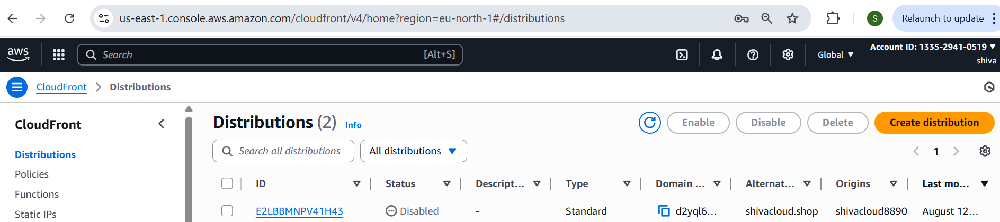 us-east-1.console.aws.amazon.com/cloudfront/v4/home?region=eu-north-1#/distributions
S
Relaunch to update
aws
Search
[Alt+S]
Global
Account ID: 1335-2941-0519
shiva
CloudFront
Distributions
CloudFront
Distributions
Policies
Functions
Static IPs
Distributions (2) Info
Enable
Disable
Delete
Create distribution
Search all distributions
All distributions
1
ID Status Descript... Type Domain ... Alternat... Origins Last mo...
E2LBBMNPV41H43 Disabled - Standard d2yql6... shivacloud.shop shivacloud8890 August 12...